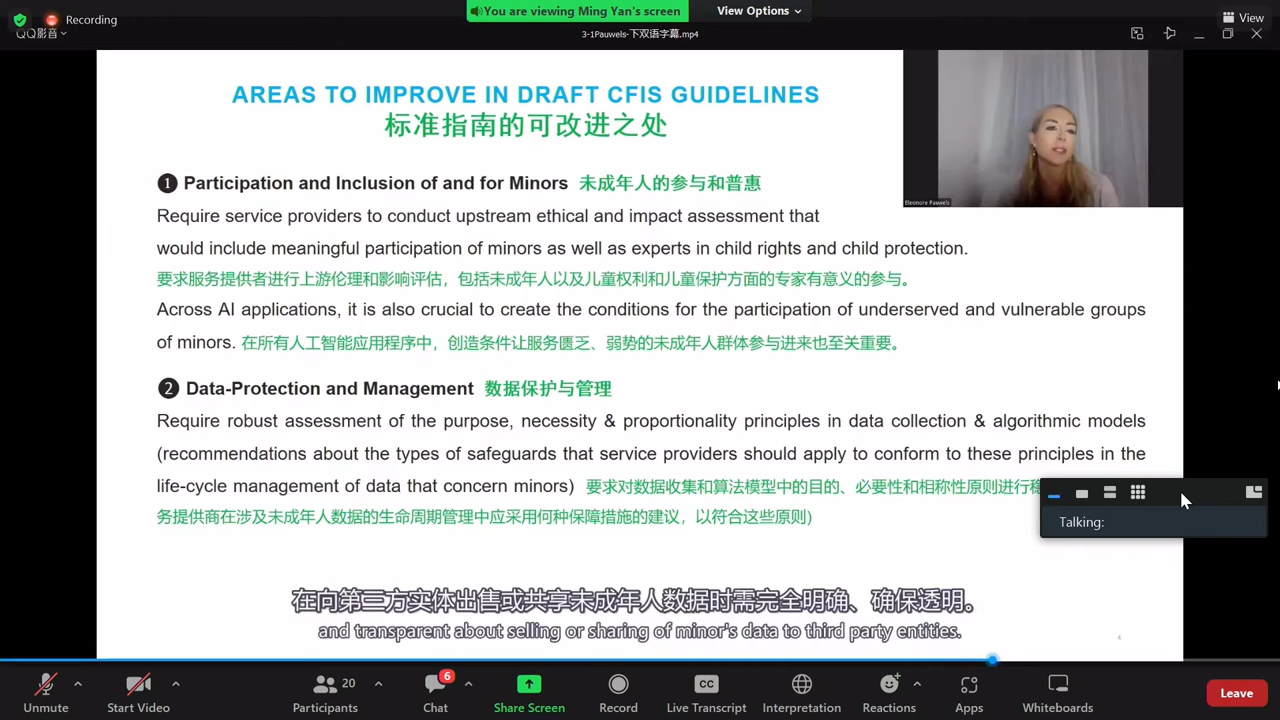 Recording
You are viewing Ming Yan's screen
View Options
View
QQ影音
3-1Pauwels-下双语字幕.mp4
AREAS TO IMPROVE IN DRAFT CFIS GUIDELINES
标准指南的可改进之处
Eleonore Pauwels
❶ Participation and Inclusion of and for Minors 未成年人的参与和普惠
Require service providers to conduct upstream ethical and impact assessment that
would include meaningful participation of minors as well as experts in child rights and child protection.
要求服务提供者进行上游伦理和影响评估，包括未成年人以及儿童权利和儿童保护方面的专家有意义的参与。
Across AI applications, it is also crucial to create the conditions for the participation of underserved and vulnerable groups
of minors. 在所有人工智能应用程序中，创造条件让服务匮乏、弱势的未成年人群体参与进来也至关重要。
❷ Data-Protection and Management 数据保护与管理
Require robust assessment of the purpose, necessity & proportionality principles in data collection & algorithmic models
(recommendations about the types of safeguards that service providers should apply to conform to these principles in the
life-cycle management of data that concern minors) 要求对数据收集和算法模型中的目的、必要性和相称性原则进行
务提供商在涉及未成年人数据的生命周期管理中应采用何种保障措施的建议，以符合这些原则)
Talking:
在向第三方实体出售或共享未成年人数据时需完全明确、确保透明。
and transparent about selling or sharing of minor's data to third party entities.
4
Unmute
Start Video
20
Participants
6
Chat
Share Screen
Record
CC
Live Transcript
Interpretation
Reactions
Apps
Whiteboards
Leave